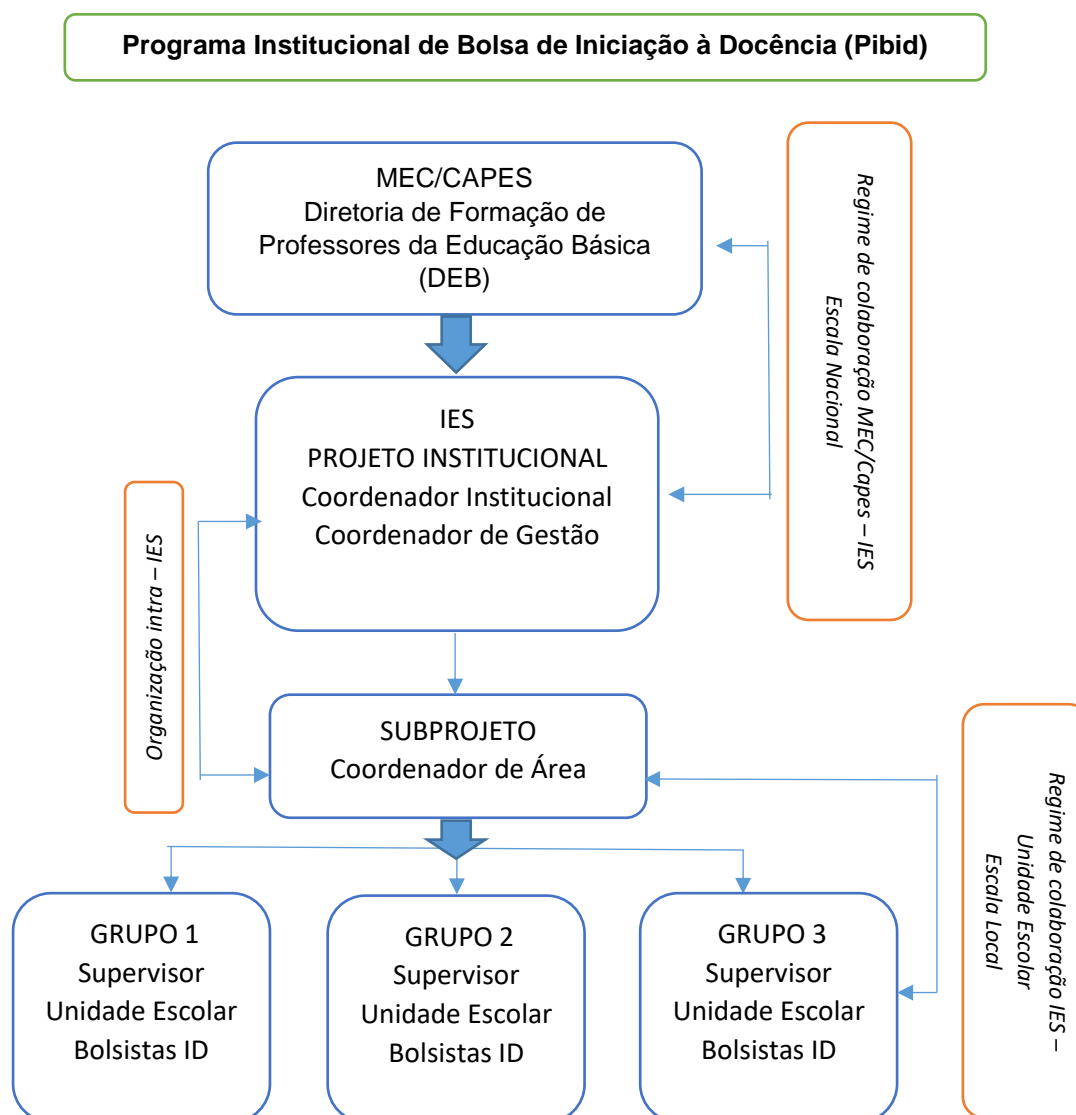 Programa Institucional de Bolsa de Iniciação à Docência (Pibid)
MEC/CAPES
Diretoria de Formação de
Professores da Educação Básica
(DEB)
Regime de colaboração MEC/Capes – IES
Escala Nacional
IES
PROJETO INSTITUCIONAL
Coordenador Institucional
Coordenador de Gestão
Organização intra – IES
SUBPROJETO
Coordenador de Área
Regime de colaboração IES –
Unidade Escolar
Escala Local
GRUPO 1
Supervisor
Unidade Escolar
Bolsistas ID
GRUPO 2
Supervisor
Unidade Escolar
Bolsistas ID
GRUPO 3
Supervisor
Unidade Escolar
Bolsistas ID